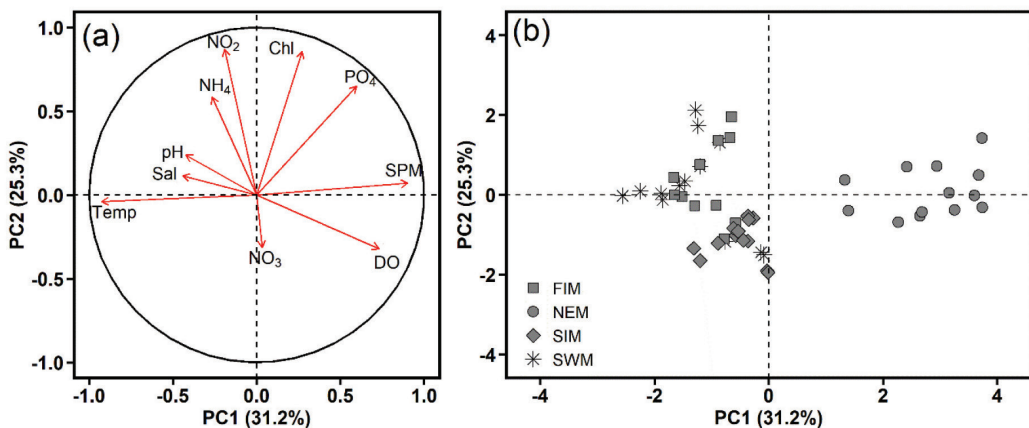 (a)
NO2
Chl
PO4
NH4
pH
Sal
SPM
Temp
NO3
DO
1.0
0.5
0.0
-0.5
-1.0
-1.0
-0.5
0.0
0.5
1.0
PC2 (25.3%)
PC1 (31.2%)
(b)
4
2
0
-2
-4
-4
-2
0
2
4
FIM
NEM
SIM
SWM
PC2 (25.3%)
PC1 (31.2%)